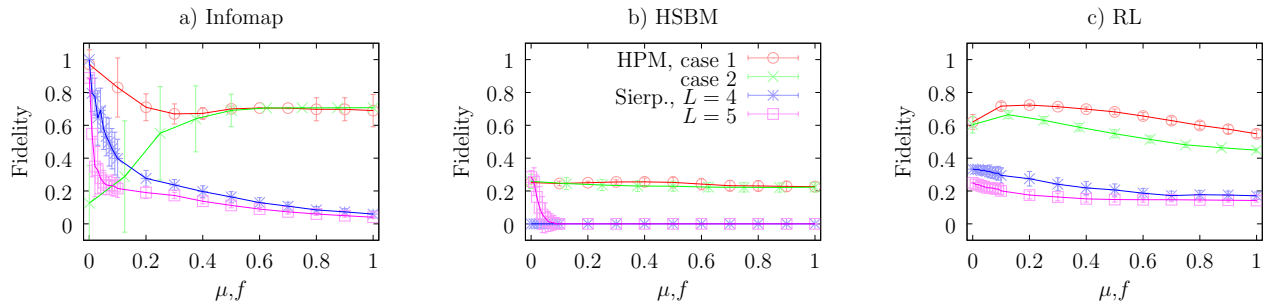 a) Infomap
b) HSBM
c) RL
Fidelity
1
0.8
0.6
0.4
0.2
0
0 0.2 0.4 0.6 0.8 1
μ,f
Fidelity
1
0.8
0.6
0.4
0.2
0
HPM, case 1
case 2
Sierp., L = 4
L = 5
0 0.2 0.4 0.6 0.8 1
μ,f
Fidelity
1
0.8
0.6
0.4
0.2
0
0 0.2 0.4 0.6 0.8 1
μ,f